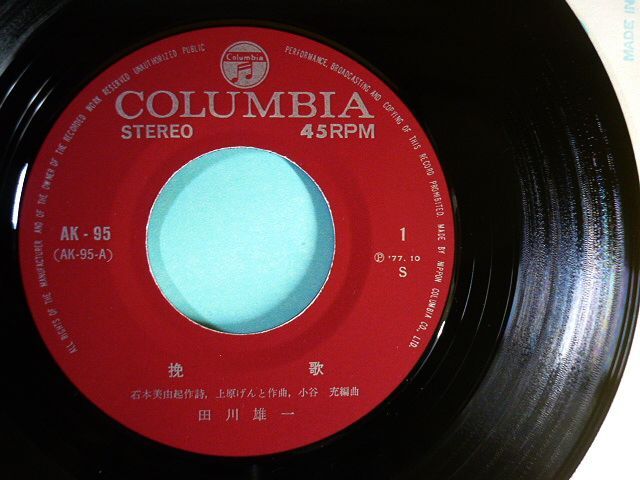 ALL RIGHTS OF THE MANUFACTURER AND OF THE OWNER OF THE RECORDED WORK RESERVED UNAUTHORIZED PUBLIC PERFORMANCE, BROADCASTING AND COPYING OF THIS RECORD PROHIBITED. MADE BY NIPPON COLUMBIA CO., LTD.
Columbia
COLUMBIA
STEREO 45RPM
AK - 95 1
(AK-95-A) Ⓟ '77. 10
S
挽 歌
石本美由起作詩, 上原げんと作曲, 小谷 充編曲
田 川 雄 一
MADE IN